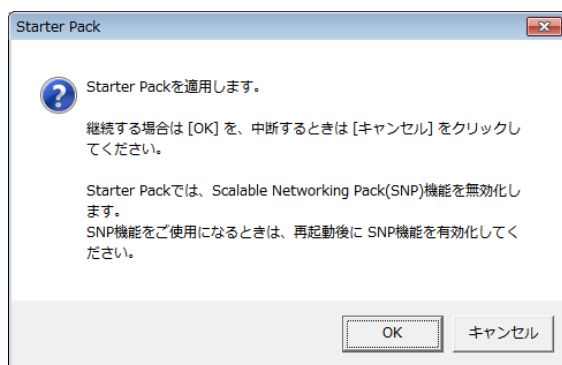 Starter Pack
Starter Packを適用します。
継続する場合は [OK] を、中断するときは [キャンセル] をクリックし
てください。
Starter Packでは、Scalable Networking Pack(SNP)機能を無効化し
ます。
SNP機能をご使用になるときは、再起動後に SNP機能を有効化してく
ださい。
OK
キャンセル